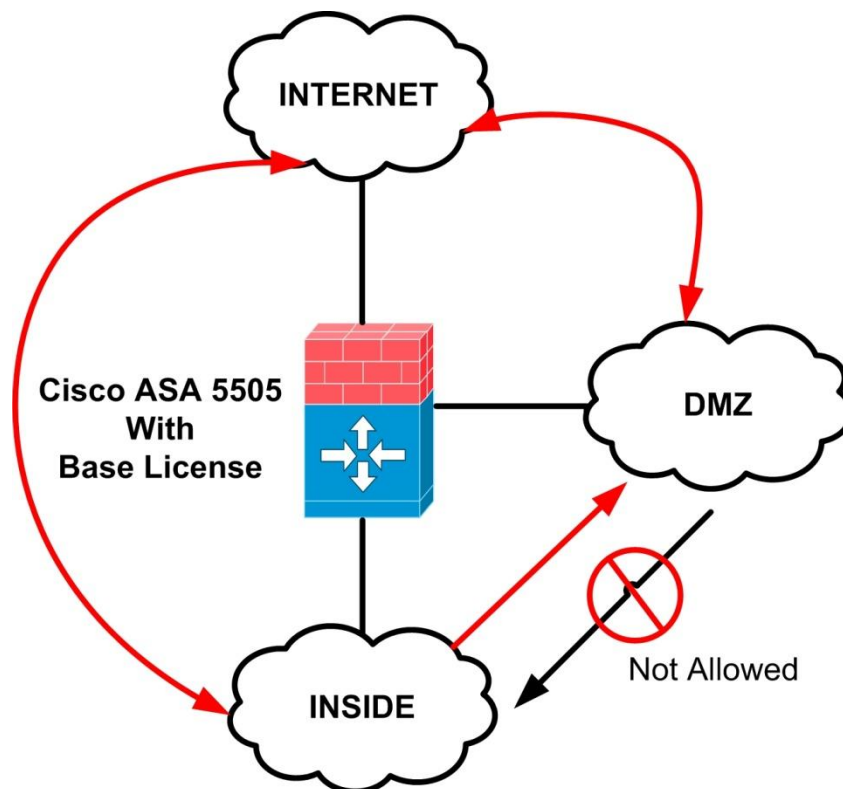 INTERNET
Cisco ASA 5505
With
Base License
DMZ
Not Allowed
INSIDE